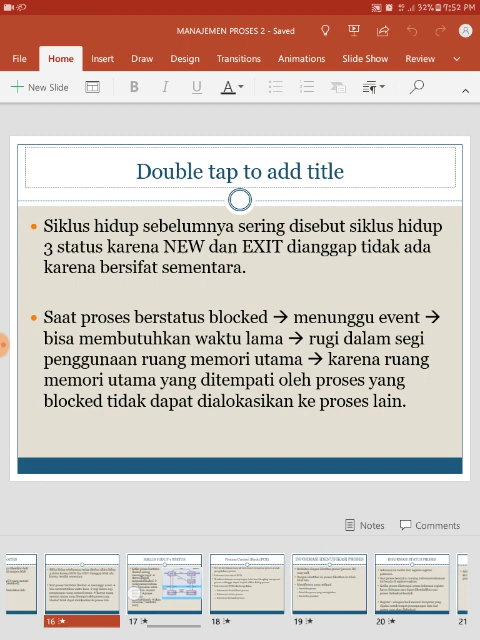 32% 7:52 PM
MANAJEMEN PROSES 2 - Saved
File Home Insert Draw Design Transitions Animations Slide Show Review
New Slide B I U A
Double tap to add title
Siklus hidup sebelumnya sering disebut siklus hidup
3 status karena NEW dan EXIT dianggap tidak ada
karena bersifat sementara.
Saat proses berstatus blocked → menunggu event →
bisa membutuhkan waktu lama → rugi dalam segi
penggunaan ruang memori utama → karena ruang
memori utama yang ditempati oleh proses yang
blocked tidak dapat dialokasikan ke proses lain.
Notes Comments
16 17 18 19 20 21